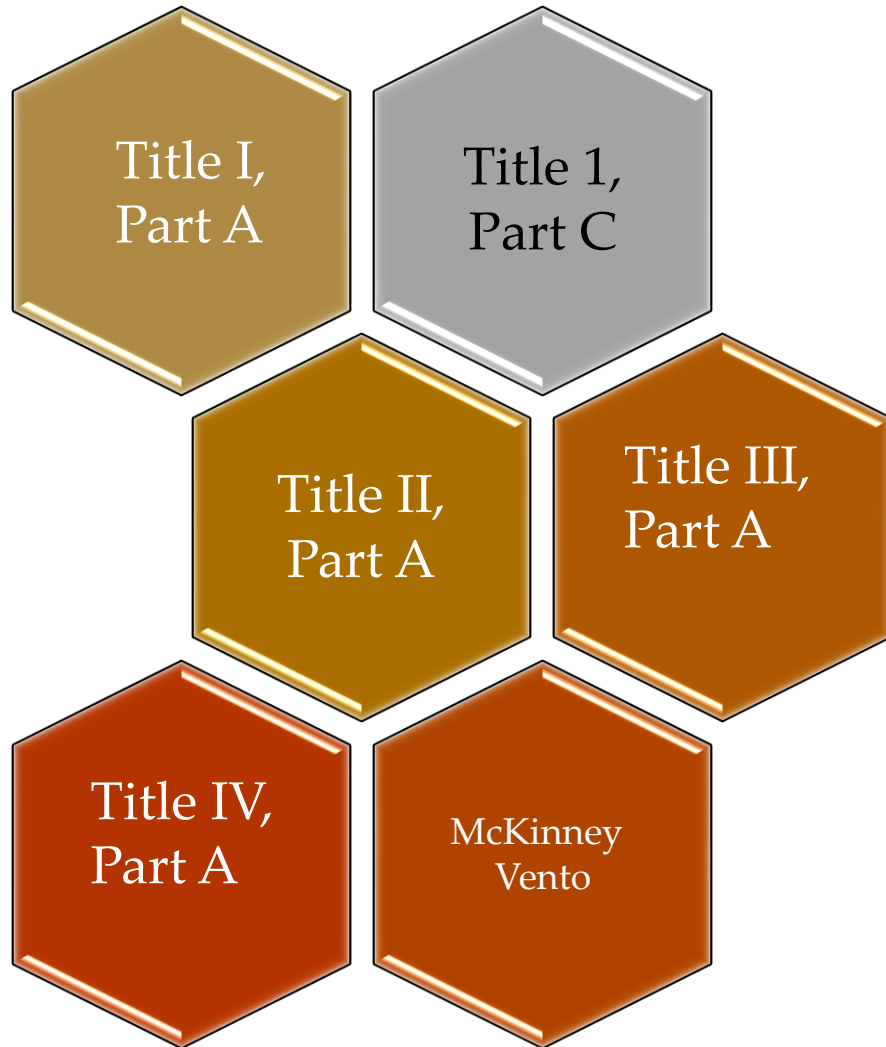 Title I,
Part A
Title 1,
Part C
Title II,
Part A
Title III,
Part A
Title IV,
Part A
McKinney
Vento